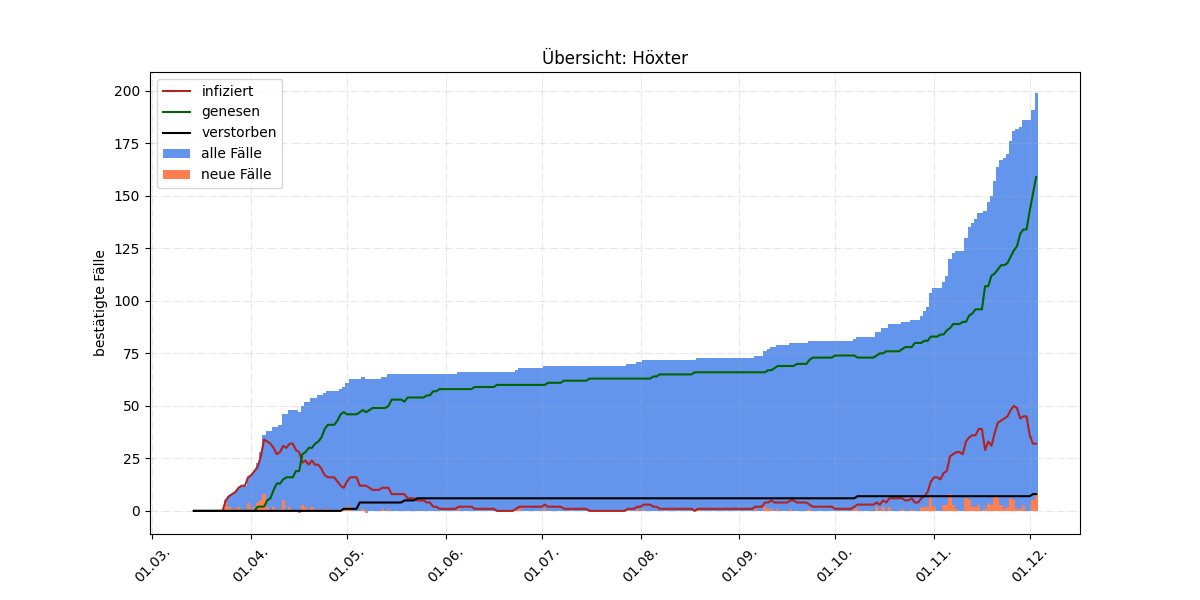 Übersicht: Höxter
infiziert
genesen
verstorben
alle Fälle
neue Fälle
bestätigte Fälle
200
175
150
125
100
75
50
25
0
01.03.
01.04.
01.05.
01.06.
01.07.
01.08.
01.09.
01.10.
01.11.
01.12.